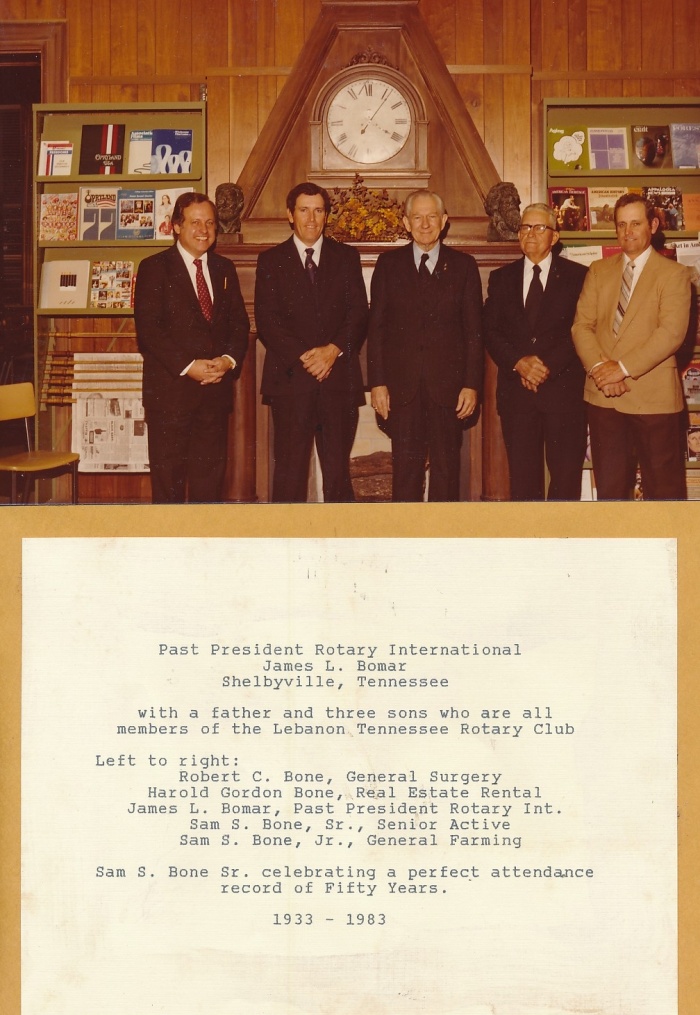 Past President Rotary International
James L. Bomar
Shelbyville, Tennessee
with a father and three sons who are all
members of the Lebanon Tennessee Rotary Club
Left to right:
Robert C. Bone, General Surgery
Harold Gordon Bone, Real Estate Rental
James L. Bomar, Past President Rotary Int.
Sam S. Bone, Sr., Senior Active
Sam S. Bone, Jr., General Farming
Sam S. Bone Sr. celebrating a perfect attendance
record of Fifty Years.
1933 - 1983